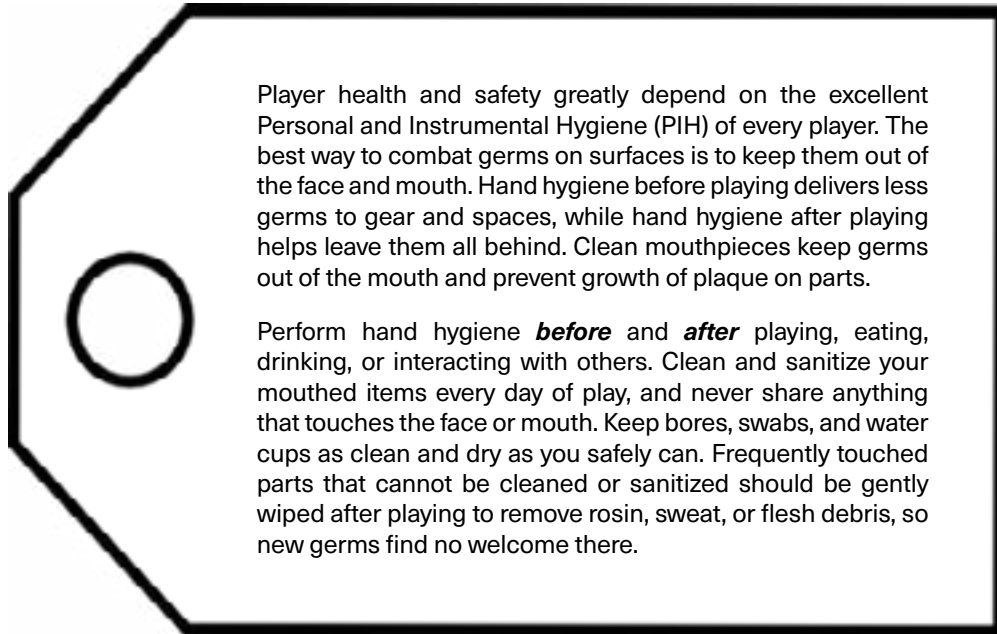 Player health and safety greatly depend on the excellent
Personal and Instrumental Hygiene (PIH) of every player. The
best way to combat germs on surfaces is to keep them out of
the face and mouth. Hand hygiene before playing delivers less
germs to gear and spaces, while hand hygiene after playing
helps leave them all behind. Clean mouthpieces keep germs
out of the mouth and prevent growth of plaque on parts.
Perform hand hygiene before and after playing, eating,
drinking, or interacting with others. Clean and sanitize your
mouthed items every day of play, and never share anything
that touches the face or mouth. Keep bores, swabs, and water
cups as clean and dry as you safely can. Frequently touched
parts that cannot be cleaned or sanitized should be gently
wiped after playing to remove rosin, sweat, or flesh debris, so
new germs find no welcome there.